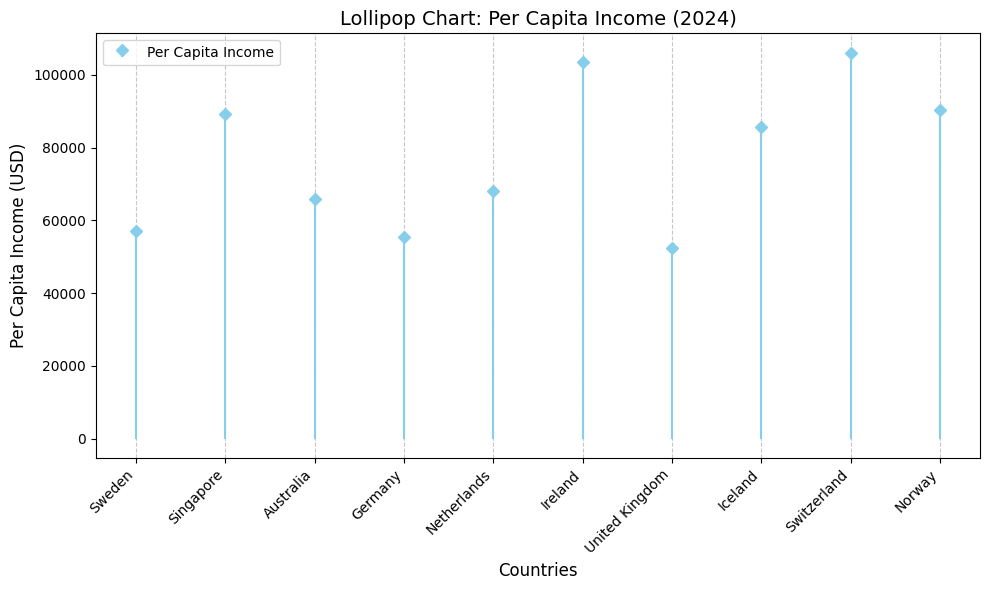 Lollipop Chart: Per Capita Income (2024)
Per Capita Income
Per Capita Income (USD)
100000
80000
60000
40000
20000
0
Sweden
Singapore
Australia
Germany
Netherlands
Ireland
United Kingdom
Iceland
Switzerland
Norway
Countries